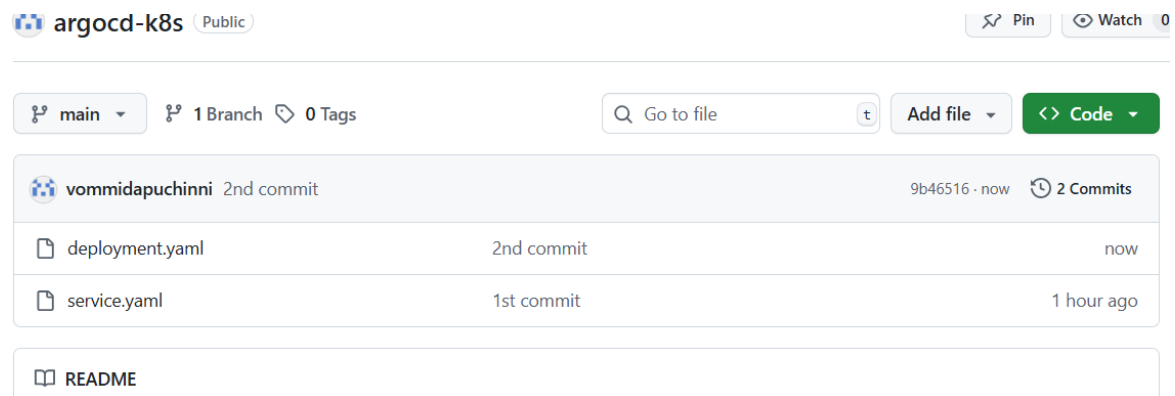 argocd-k8s Public Pin Watch 0
main 1 Branch 0 Tags Go to file t Add file Code
vommidapuchinni 2nd commit 9b46516 · now 2 Commits
deployment.yaml 2nd commit now
service.yaml 1st commit 1 hour ago
README